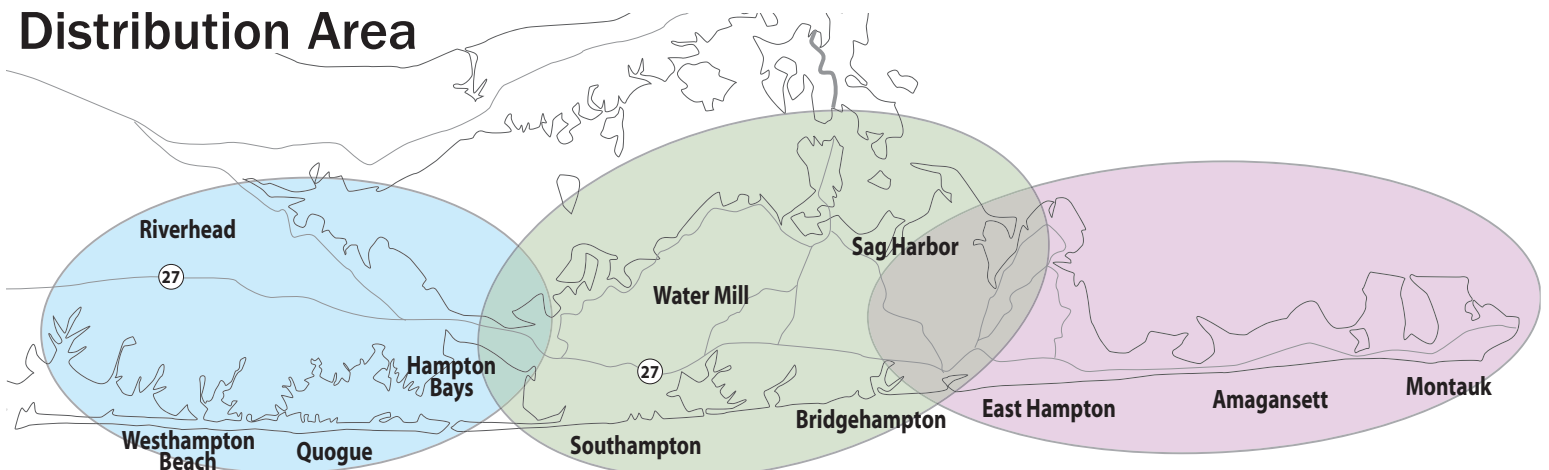 Distribution Area
Riverhead
27
Sag Harbor
Water Mill
Hampton
Bays
27
Montauk
Amagansett
East Hampton
Bridgehampton
Westhampton
Beach
Quogue
Southampton